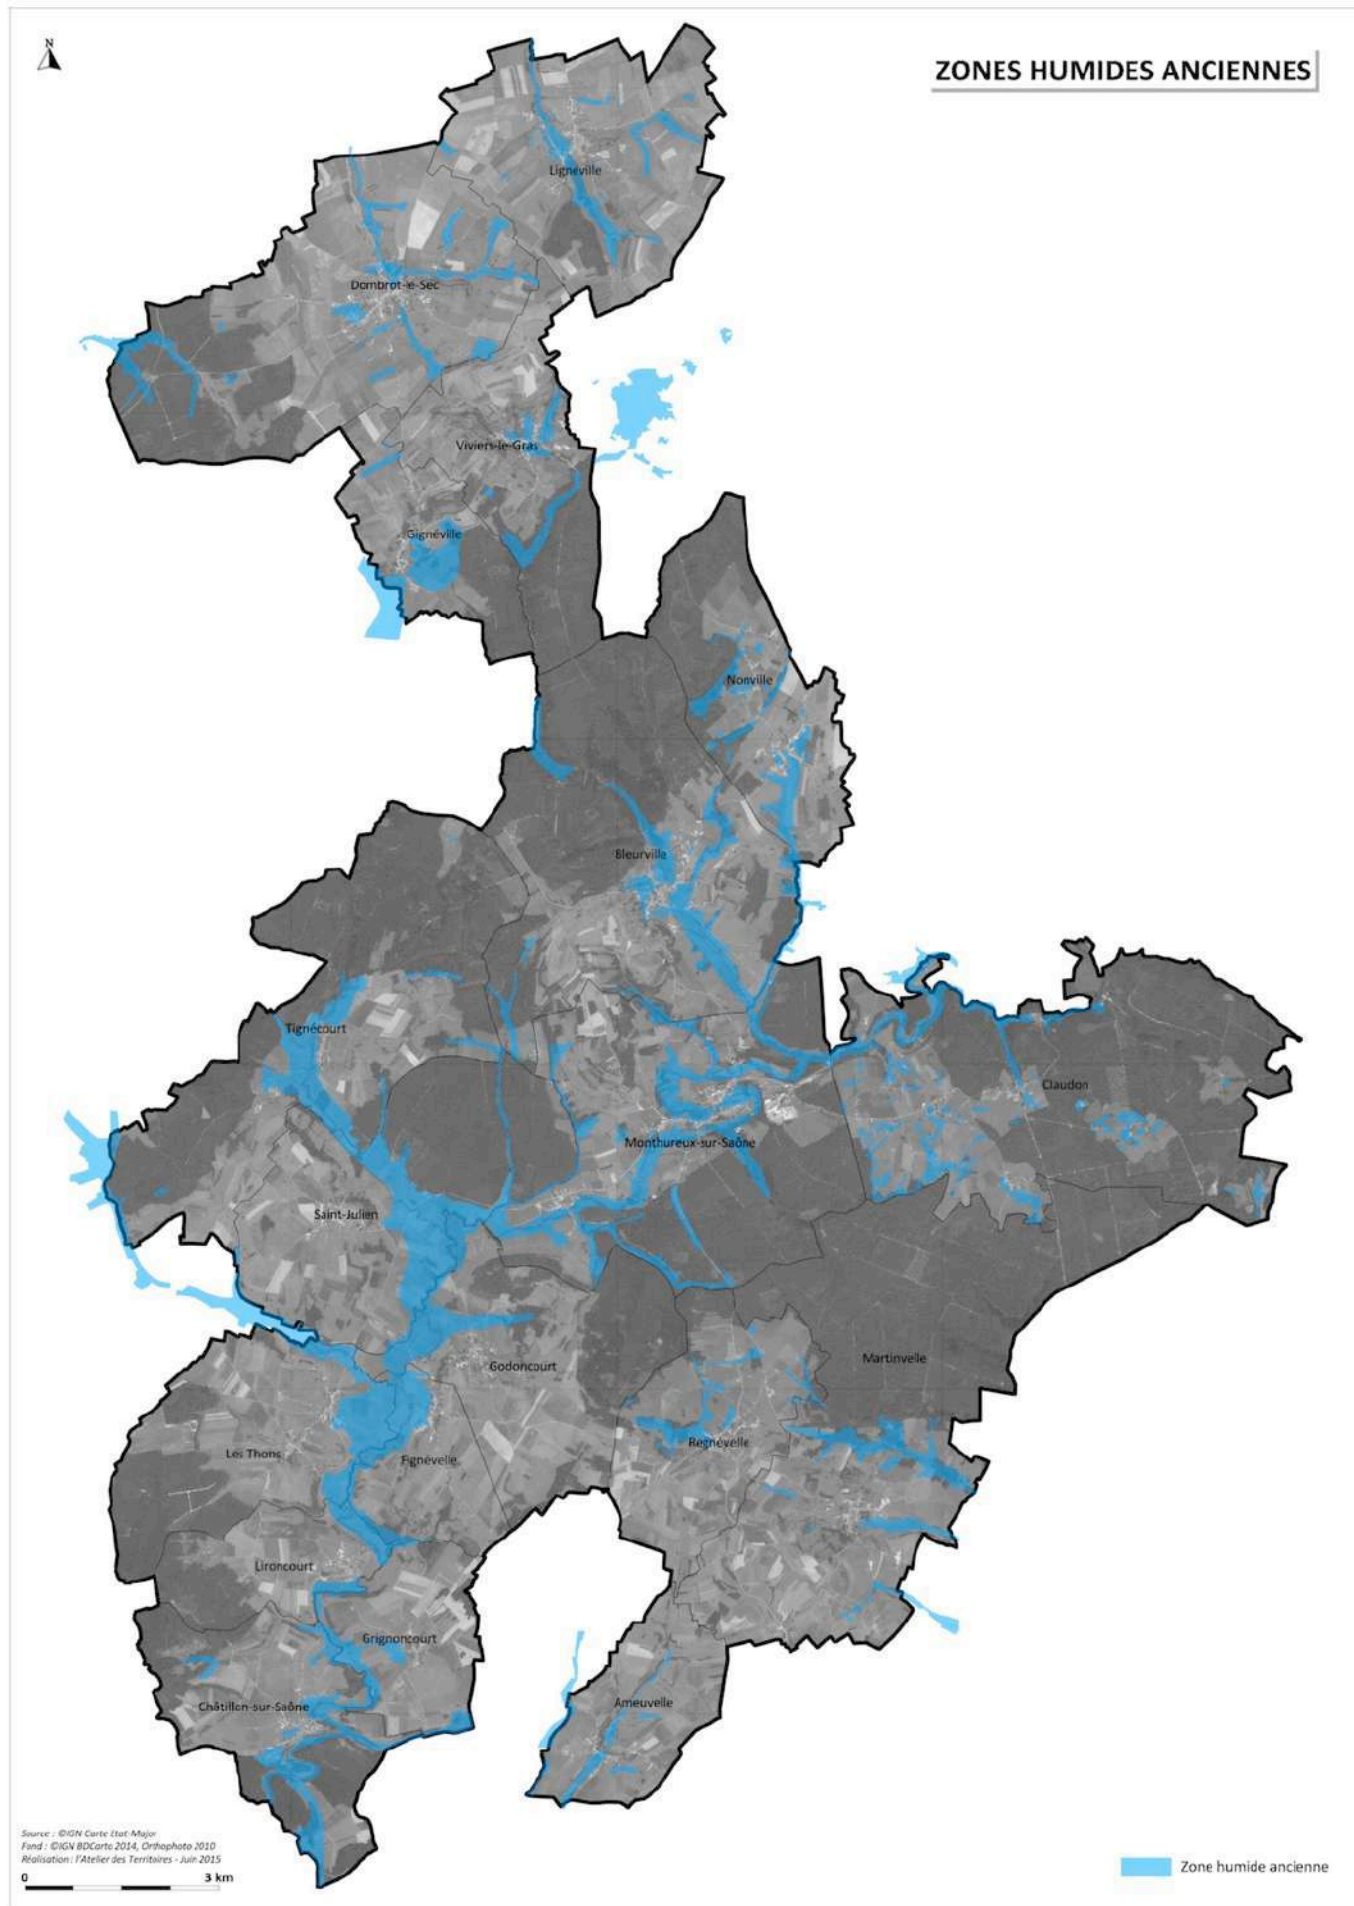 N
ZONES HUMIDES ANCIENNES
Lignéville
Dombrot-le-Sec
Viviers-le-Gras
Gignéville
Nonville
Bleurville
Tignécourt
Claudon
Monthureux-sur-Saône
Saint-Julien
Godoncourt
Martinvelle
Regnévelle
Les Thons
Fignévelle
Lironcourt
Grignoncourt
Châtillon-sur-Saône
Ameuvelle
Source : ©IGN Carte Etat-Major
Fond : ©IGN BDCarto 2014, Orthophoto 2010
Réalisation : l'Atelier des Territoires - Juin 2015
0 3 km
Zone humide ancienne